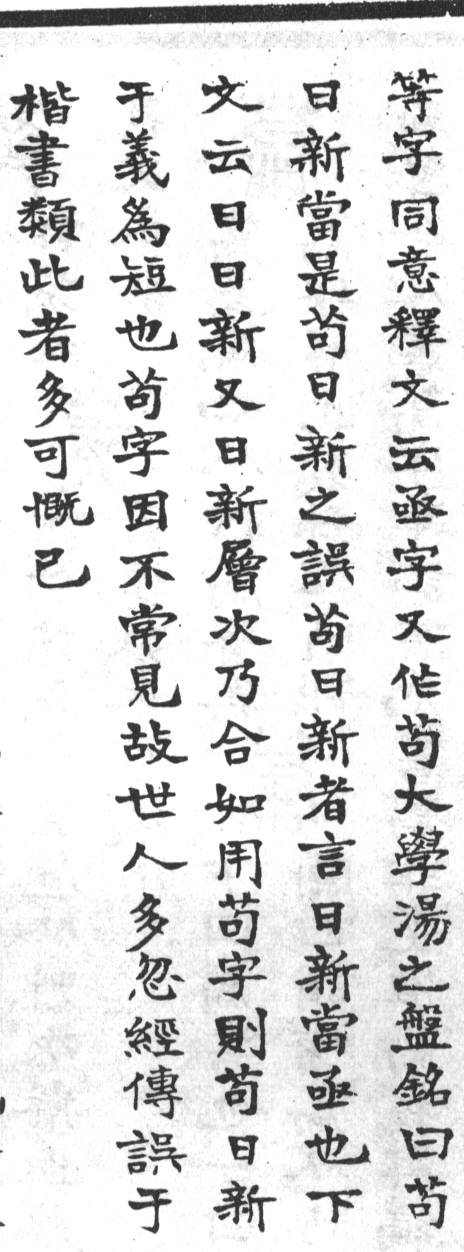 等字同意釋文云亟字又作茍大學湯之盤銘曰苟
日新當是茍日新之誤茍日新者言日新當亟也下
文云日日新又日新層次乃合如用苟字則苟日新
于義為短也茍字因不常見故世人多忽經傳誤于
楷書類此者多可慨已